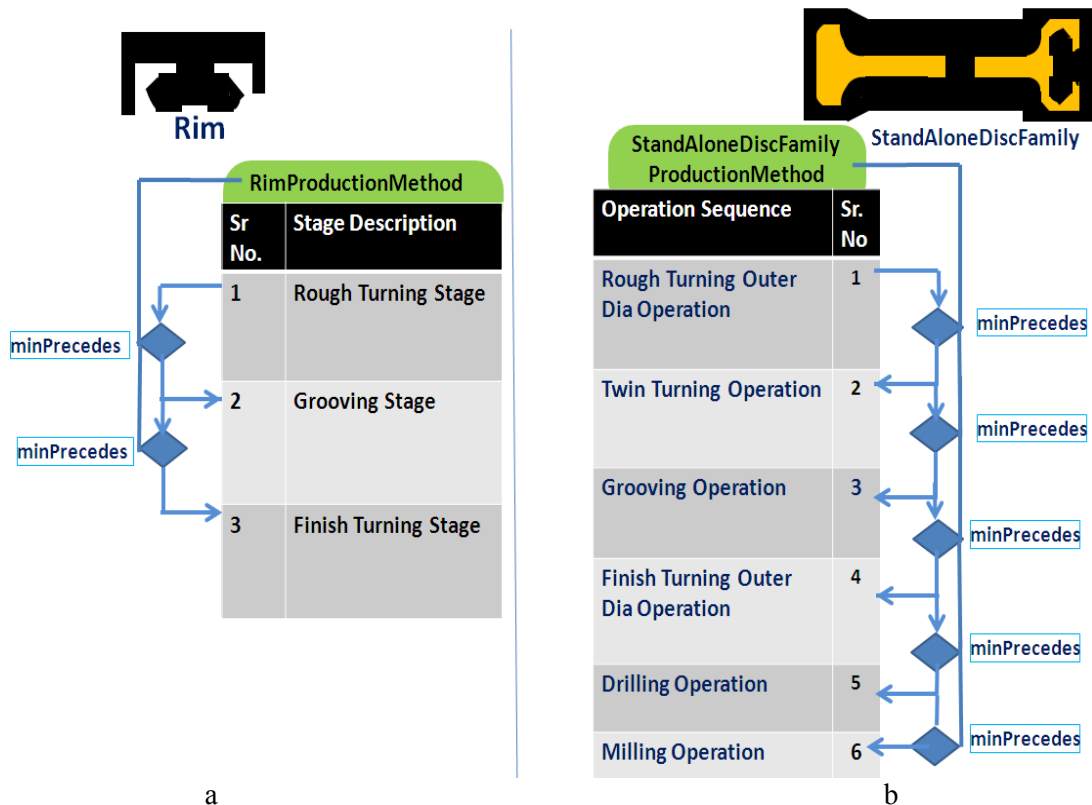 Rim
RimProductionMethod
Sr
No.
Stage Description
1
Rough Turning Stage
2
Grooving Stage
3
Finish Turning Stage
minPrecedes
minPrecedes
a
StandAloneDiscFamily
StandAloneDiscFamily
ProductionMethod
Operation Sequence
Sr.
No
Rough Turning Outer
Dia Operation
1
Twin Turning Operation
2
Grooving Operation
3
Finish Turning Outer
Dia Operation
4
Drilling Operation
5
Milling Operation
6
minPrecedes
minPrecedes
minPrecedes
minPrecedes
minPrecedes
b